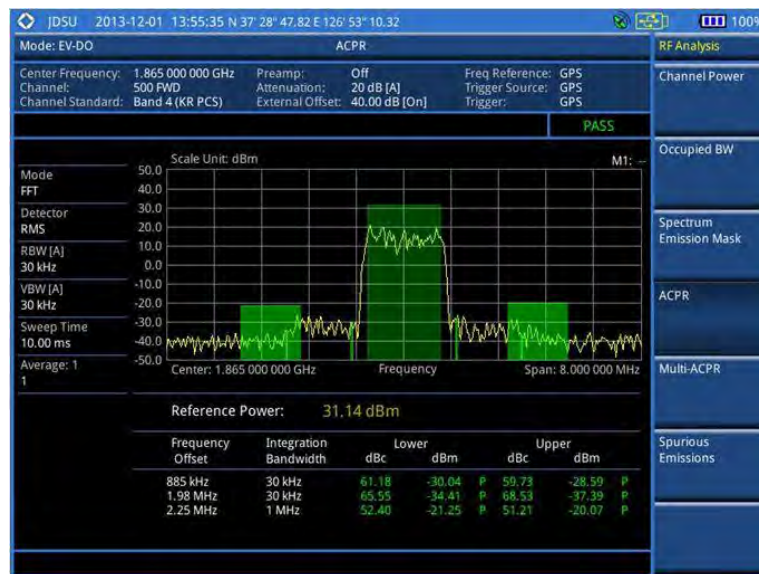 JDSU 2013-12-01 13:55:35 N 37' 28" 47.82 E 126' 53" 10.32 100%
Mode: EV-DO ACPR RF Analysis
Center Frequency: 1.865 000 000 GHz Preamp: Off Freq Reference: GPS
Channel: 500 FWD Attenuation: 20 dB [A] Trigger Source: GPS
Channel Standard: Band 4 (KR PCS) External Offset: 40.00 dB [On] Trigger: GPS
Channel Power
PASS
Scale Unit: dBm M1: --
Occupied BW
Mode
FFT
Detector
RMS
RBW [A]
30 kHz
VBW [A]
30 kHz
Sweep Time
10.00 ms
Average: 1
1
50.0
40.0
30.0
20.0
10.0
0.0
-10.0
-20.0
-30.0
-40.0
-50.0
Center: 1.865 000 000 GHz Frequency Span: 8.000 000 MHz
Spectrum
Emission Mask
ACPR
Multi-ACPR
Spurious
Emissions
Reference Power: 31.14 dBm
Frequency Integration Lower Upper
Offset Bandwidth dBc dBm dBc dBm
885 kHz 30 kHz 61.18 -30.04 P 59.73 -28.59 P
1.98 MHz 30 kHz 65.55 -34.41 P 68.53 -37.39 P
2.25 MHz 1 MHz 52.40 -21.25 P 51.21 -20.07 P